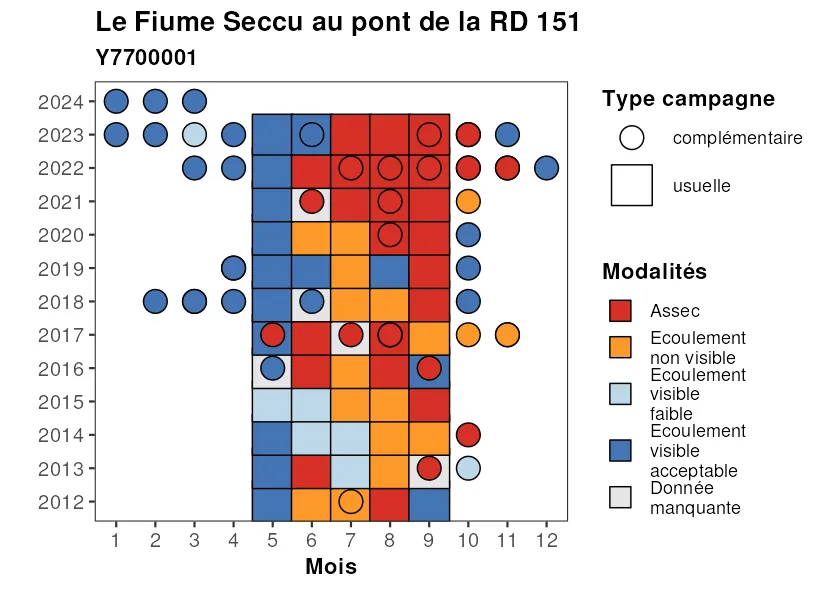 Le Fiume Seccu au pont de la RD 151
Y7700001
2024
2023
2022
2021
2020
2019
2018
2017
2016
2015
2014
2013
2012
1 2 3 4 5 6 7 8 9 10 11 12
Mois
Type campagne
complémentaire
usuelle
Modalités
Assec
Ecoulement
non visible
Ecoulement
visible
faible
Ecoulement
visible
acceptable
Donnée
manquante